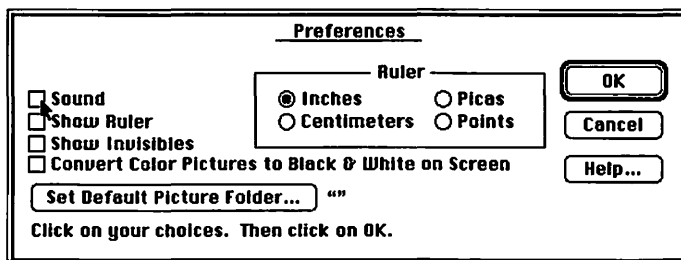 Preferences
Ruler
Sound
Inches
Picas
OK
Show Ruler
Centimeters
Points
Cancel
Show Invisibles
Convert Color Pictures to Black & White on Screen
Help...
Set Default Picture Folder... “”
Click on your choices. Then click on OK.